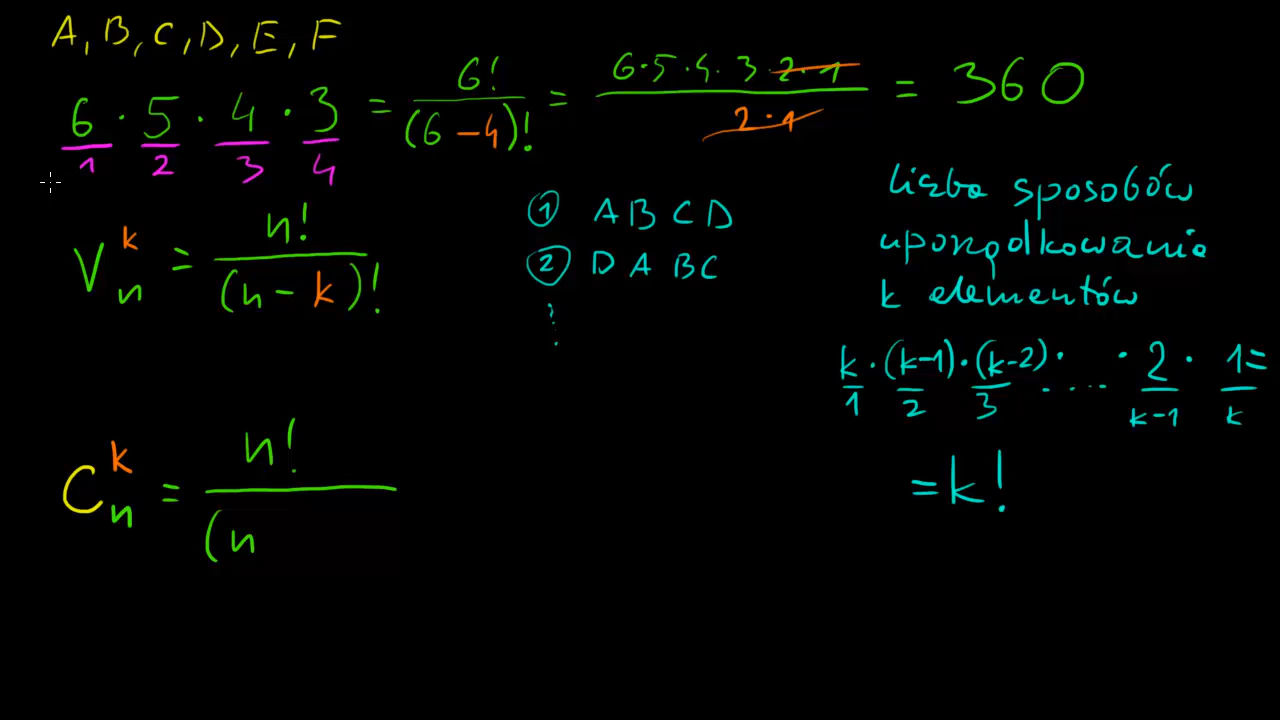 A, B, C, D, E, F
6 · 5 · 4 · 3 = 6! / (6 - 4)! = 6·5·4·3·2·1 / 2·1 = 360
1 2 3 4
V_n^k = n! / (n - k)!
① A B C D
② D A B C
⋮
liczba sposobów
uporządkowania
k elementów
k · (k-1) · (k-2) · .... · 2 · 1 =
1 2 3 k-1 k
= k!
C_n^k = n! / (n